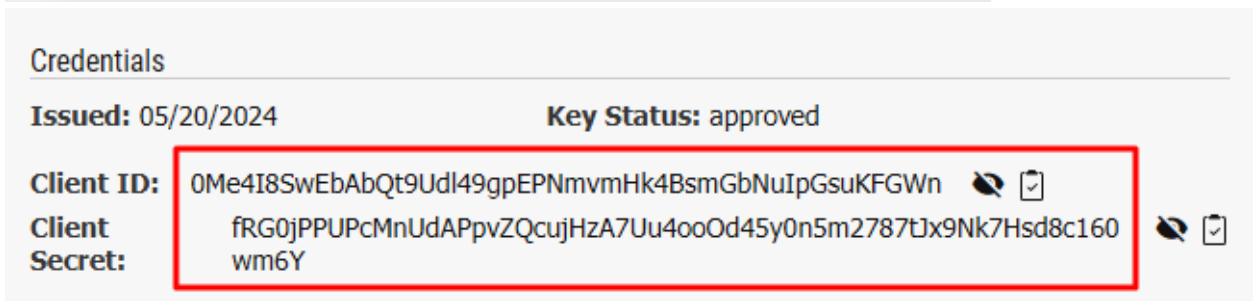 Credentials
Issued: 05/20/2024 Key Status: approved
Client ID: 0Me4I8SwEbAbQt9Udl49gpEPNmvmHk4BsmGbNuIpGsuKFGWn
Client fRG0jPPUPcMnUdAPpvZQcujHzA7Uu4ooOd45y0n5m2787tJx9Nk7Hsd8c160
Secret: wm6Y